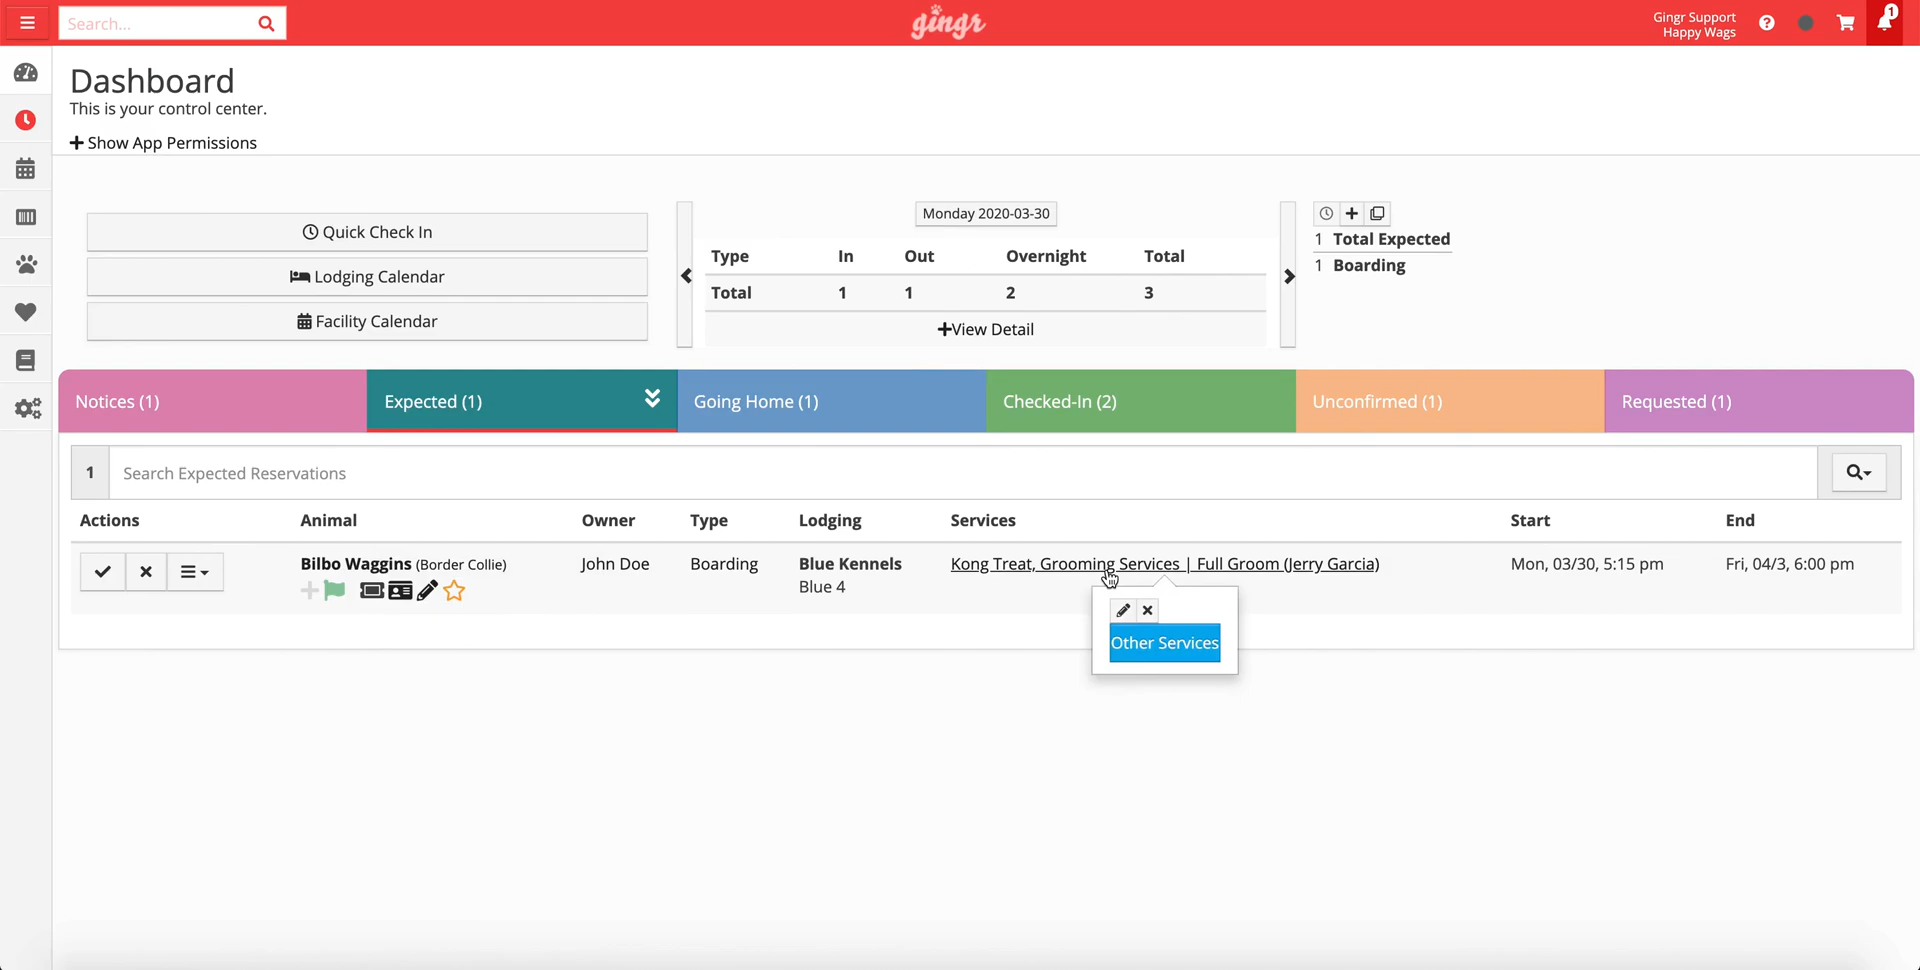 Search...
gingr
Gingr Support
Happy Wags
1
Dashboard
This is your control center.
Show App Permissions
Quick Check In
Lodging Calendar
Facility Calendar
Monday 2020-03-30
Type In Out Overnight Total
Total 1 1 2 3
View Detail
1 Total Expected
1 Boarding
Notices (1)
Expected (1)
Going Home (1)
Checked-In (2)
Unconfirmed (1)
Requested (1)
1 Search Expected Reservations
Actions Animal Owner Type Lodging Services Start End
Bilbo Waggins (Border Collie) John Doe Boarding Blue Kennels Kong Treat, Grooming Services | Full Groom (Jerry Garcia) Mon, 03/30, 5:15 pm Fri, 04/3, 6:00 pm
Blue 4
Other Services